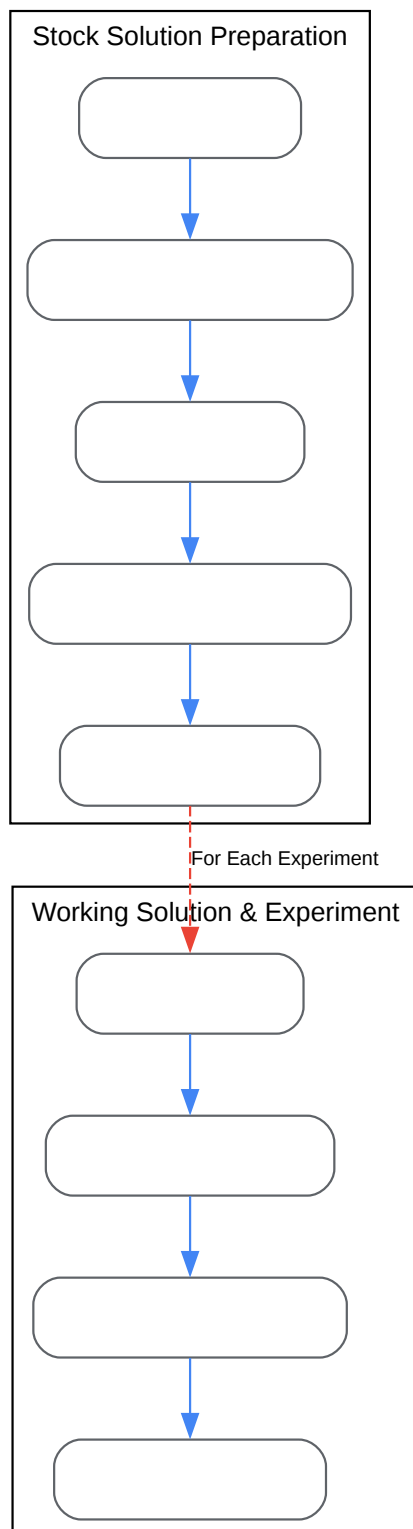 Stock Solution Preparation
For Each Experiment
Working Solution & Experiment